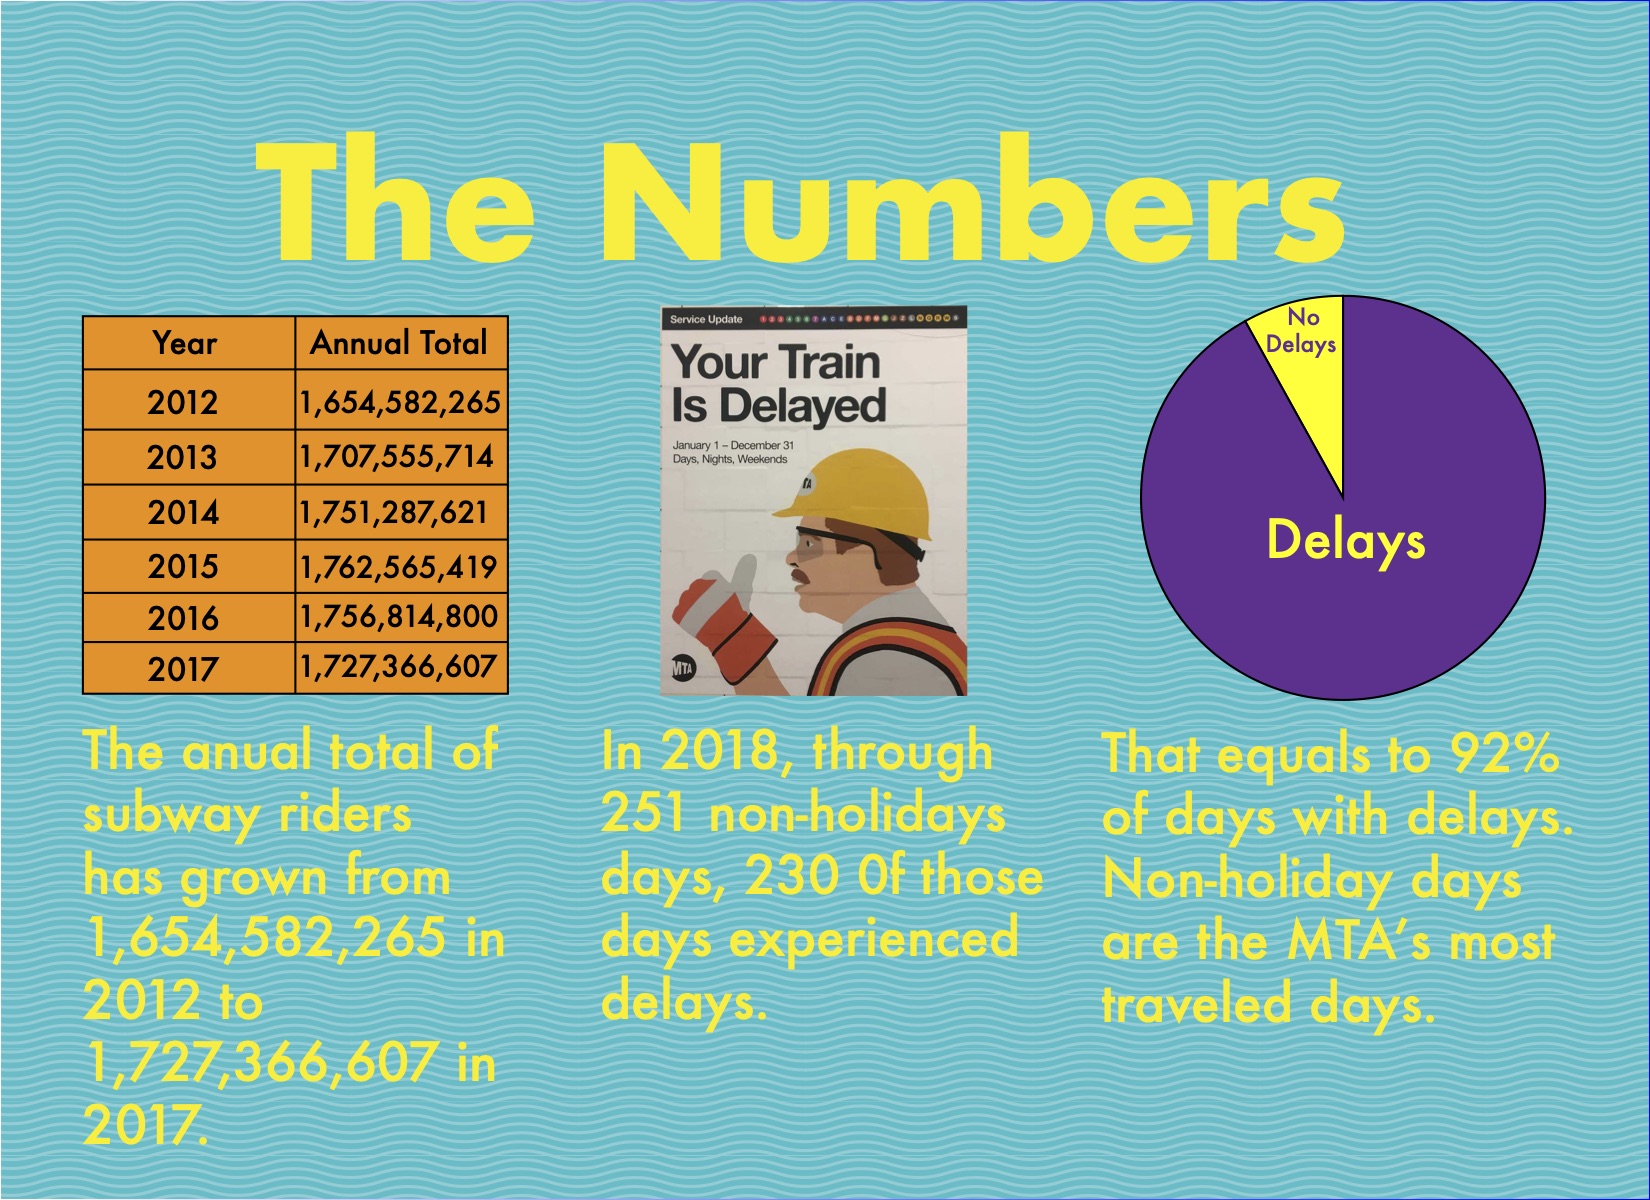 The Numbers
Year Annual Total
2012 1,654,582,265
2013 1,707,555,714
2014 1,751,287,621
2015 1,762,565,419
2016 1,756,814,800
2017 1,727,366,607
The anual total of
subway riders
has grown from
1,654,582,265 in
2012 to
1,727,366,607 in
2017.
Service Update
Your Train
Is Delayed
January 1 – December 31
Days, Nights, Weekends
MTA
In 2018, through
251 non-holidays
days, 230 0f those
days experienced
delays.
No
Delays
Delays
That equals to 92%
of days with delays.
Non-holiday days
are the MTA’s most
traveled days.